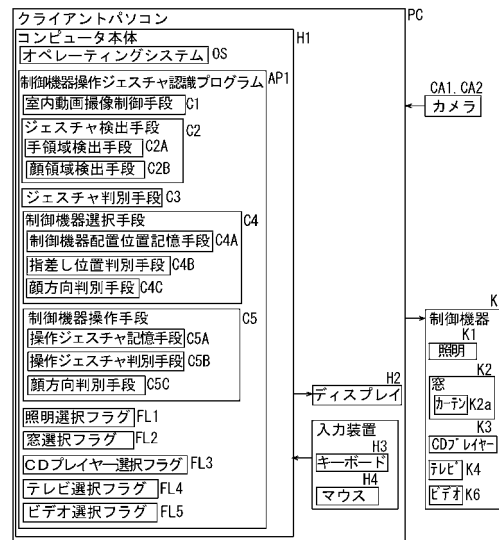 クライアントパソコン PC
コンピュータ本体 H1
オペレーティングシステム OS
制御機器操作ジェスチャ認識プログラム AP1
室内動画撮像制御手段 C1
ジェスチャ検出手段 C2
手領域検出手段 C2A
顔領域検出手段 C2B
ジェスチャ判別手段 C3
制御機器選択手段 C4
制御機器配置位置記憶手段 C4A
指差し位置判別手段 C4B
顔方向判別手段 C4C
制御機器操作手段 C5
操作ジェスチャ記憶手段 C5A
操作ジェスチャ判別手段 C5B
顔方向判別手段 C5C
照明選択フラグ FL1
窓選択フラグ FL2
CDプレイヤー選択フラグ FL3
テレビ選択フラグ FL4
ビデオ選択フラグ FL5
H2
ディスプレイ
入力装置
H3
キーボード
H4
マウス
CA1. CA2
カメラ
K
制御機器
K1
照明
K2
窓
カーテン K2a
K3
CDプレイヤー
テレビ K4
ビデオ K6